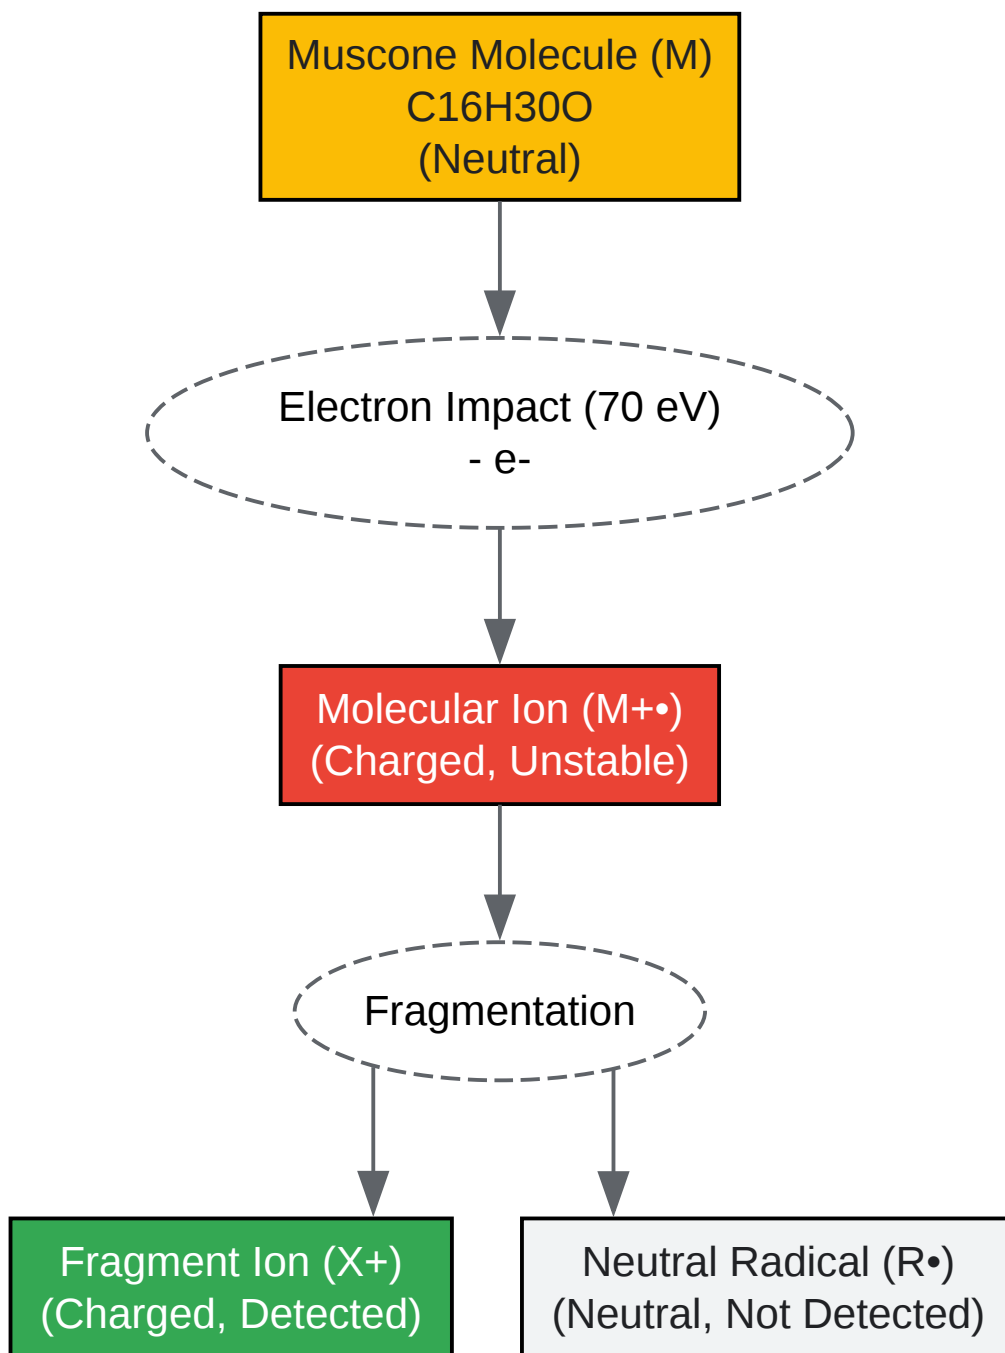 Muscone Molecule (M)
C16H30O
(Neutral)
Electron Impact (70 eV)
- e-
Molecular Ion (M+•)
(Charged, Unstable)
Fragmentation
Fragment Ion (X+)
(Charged, Detected)
Neutral Radical (R•)
(Neutral, Not Detected)